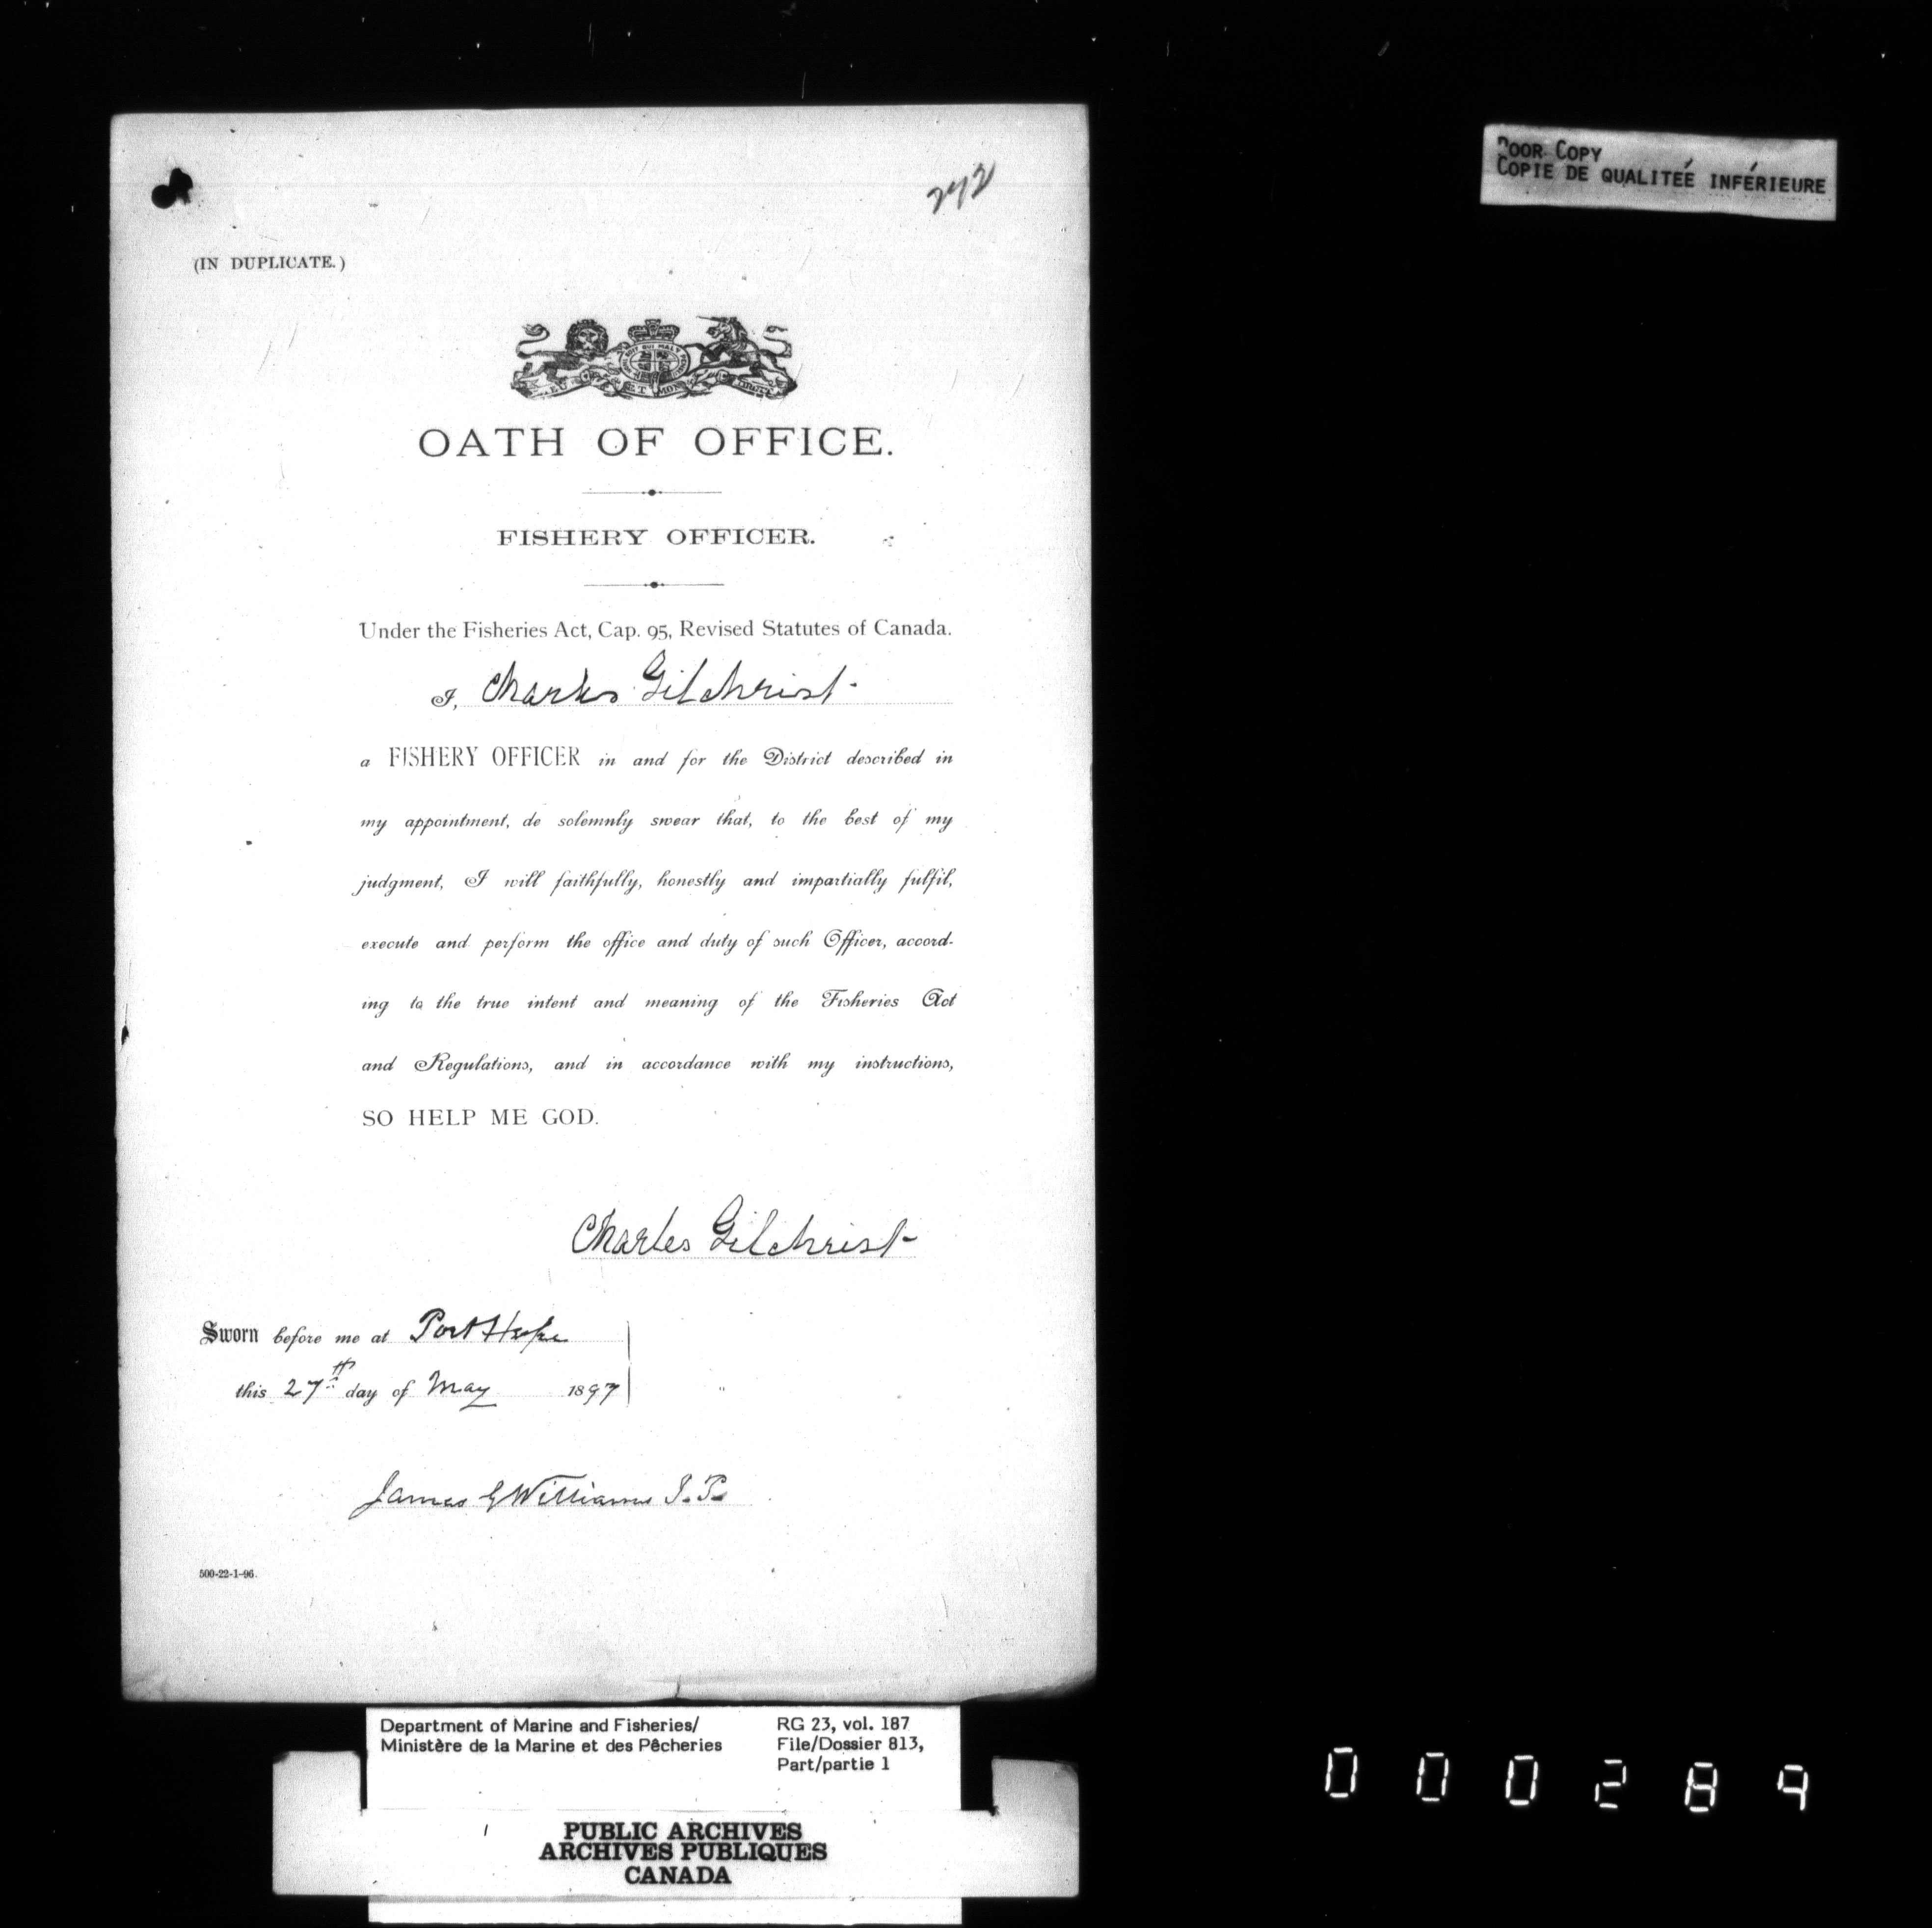 242
(IN DUPLICATE.)
OATH OF OFFICE.
FISHERY OFFICER.
Under the Fisheries Act, Cap. 95, Revised Statutes of Canada.
I, Charles Gilchrist
a FISHERY OFFICER in and for the District described in
my appointment, do solemnly swear that, to the best of my
judgment, I will faithfully, honestly and impartially fulfil,
execute and perform the office and duty of such Officer, accord-
ing to the true intent and meaning of the Fisheries Act
and Regulations, and in accordance with my instructions,
SO HELP ME GOD.
Charles Gilchrist
Sworn before me at Port Hope
this 27th day of May 1897
James G Williams J.P.
500-22-1-96.
POOR COPY
COPIE DE QUALITEÉ INFÉRIEURE
Department of Marine and Fisheries/
Ministère de la Marine et des Pêcheries
RG 23, vol. 187
File/Dossier 813,
Part/partie 1
PUBLIC ARCHIVES
ARCHIVES PUBLIQUES
CANADA
000289